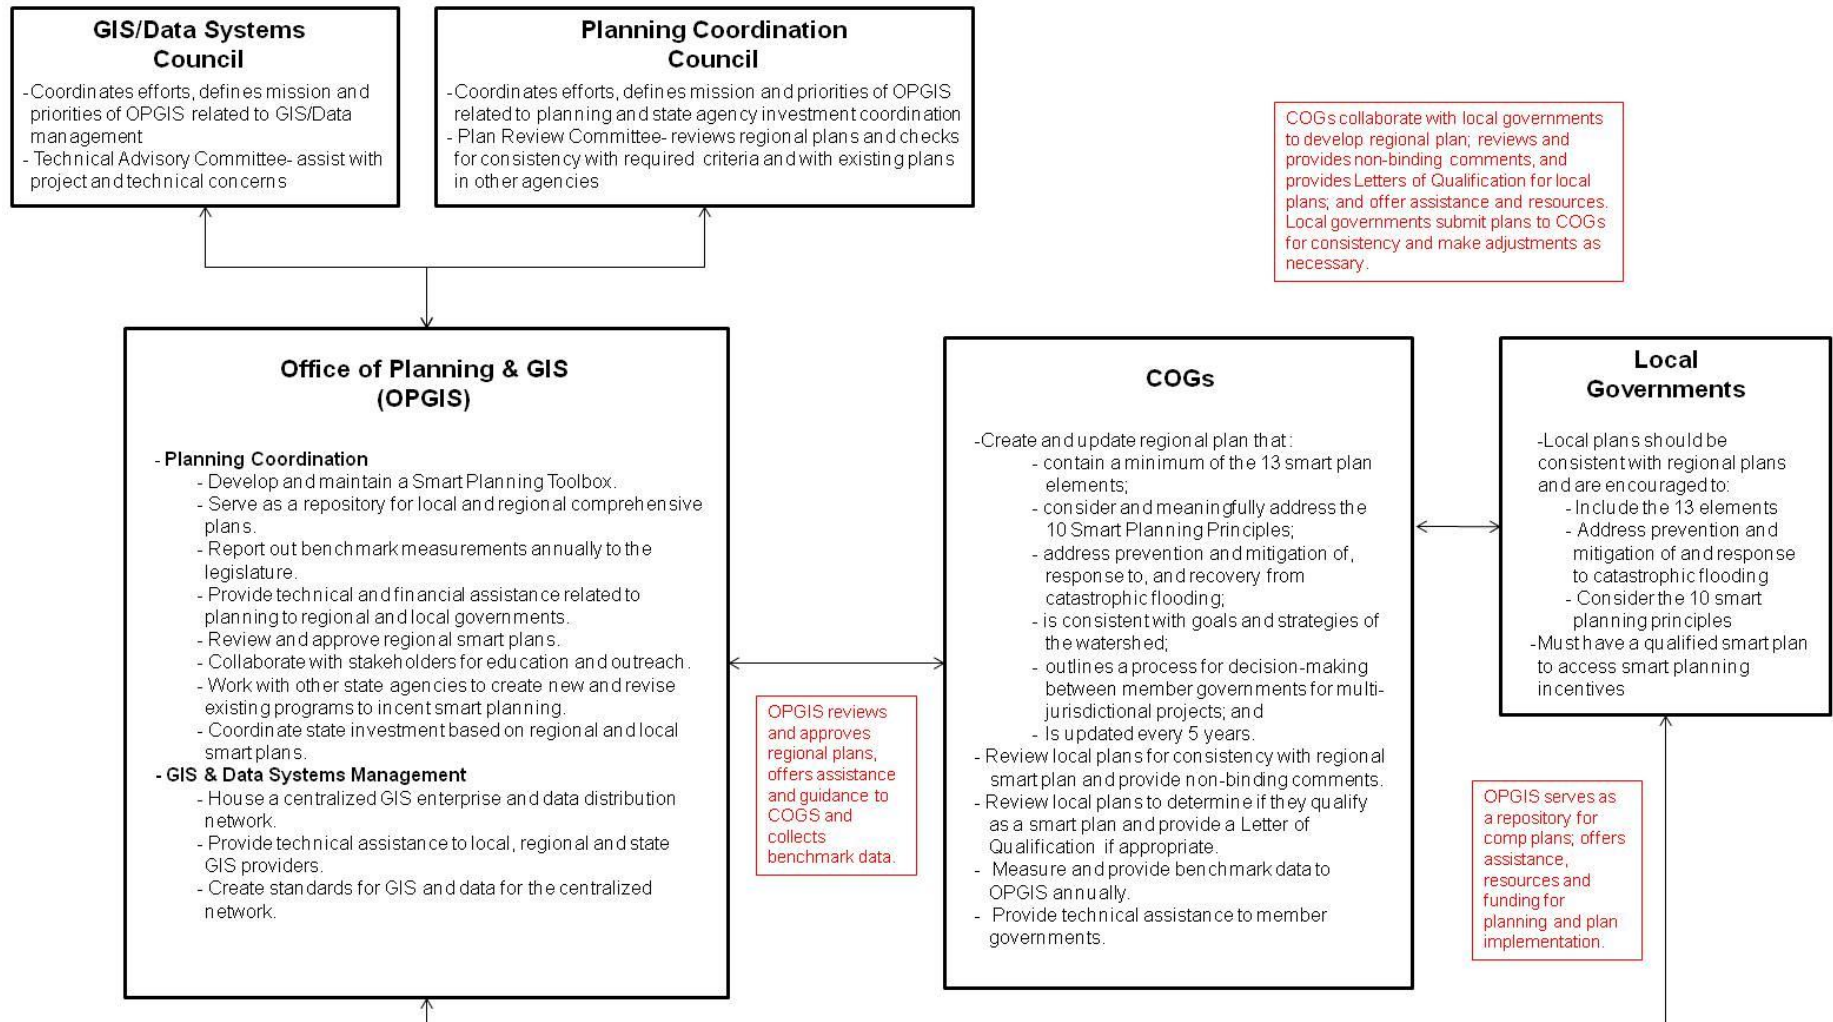 GIS/Data Systems
Council
-Coordinates efforts, defines mission and
priorities of OPGIS related to GIS/Data
management
- Technical Advisory Committee- assist with
project and technical concerns
Planning Coordination
Council
-Coordinates efforts, defines mission and priorities of OPGIS
related to planning and state agency investment coordination
- Plan Review Committee- reviews regional plans and checks
for consistency with required criteria and with existing plans
in other agencies
COGs collaborate with local governments
to develop regional plan; reviews and
provides non-binding comments, and
provides Letters of Qualification for local
plans; and offer assistance and resources.
Local governments submit plans to COGs
for consistency and make adjustments as
necessary.
Office of Planning & GIS
(OPGIS)
- Planning Coordination
- Develop and maintain a Smart Planning Toolbox.
- Serve as a repository for local and regional comprehensive
plans.
- Report out benchmark measurements annually to the
legislature.
- Provide technical and financial assistance related to
planning to regional and local governments.
- Review and approve regional smart plans.
- Collaborate with stakeholders for education and outreach.
- Work with other state agencies to create new and revise
existing programs to incent smart planning.
- Coordinate state investment based on regional and local
smart plans.
- GIS & Data Systems Management
- House a centralized GIS enterprise and data distribution
network.
- Provide technical assistance to local, regional and state
GIS providers.
- Create standards for GIS and data for the centralized
network.
OPGIS reviews
and approves
regional plans,
offers assistance
and guidance to
COGS and
collects
benchmark data.
COGs
-Create and update regional plan that:
- contain a minimum of the 13 smart plan
elements;
- consider and meaningfully address the
10 Smart Planning Principles;
- address prevention and mitigation of,
response to, and recovery from
catastrophic flooding;
- is consistent with goals and strategies of
the watershed;
- outlines a process for decision-making
between member governments for multi-
jurisdictional projects; and
- Is updated every 5 years.
- Review local plans for consistency with regional
smart plan and provide non-binding comments.
- Review local plans to determine if they qualify
as a smart plan and provide a Letter of
Qualification if appropriate.
- Measure and provide benchmark data to
OPGIS annually.
- Provide technical assistance to member
governments.
Local
Governments
-Local plans should be
consistent with regional plans
and are encouraged to:
- Include the 13 elements
- Address prevention and
mitigation of and response
to catastrophic flooding
- Consider the 10 smart
planning principles
-Must have a qualified smart plan
to access smart planning
incentives
OPGIS serves as
a repository for
comp plans; offers
assistance,
resources and
funding for
planning and plan
implementation.